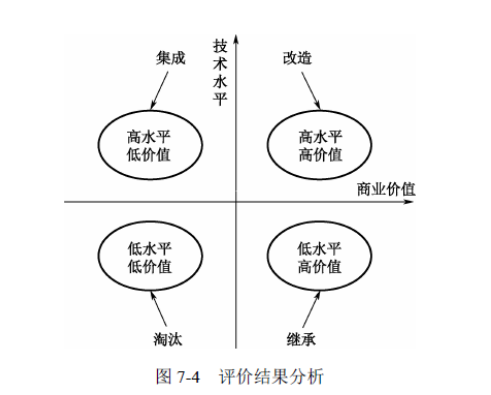 技术水平
集成
改造
高水平
低价值
高水平
高价值
商业价值
低水平
低价值
低水平
高价值
淘汰
继承
图 7-4 评价结果分析